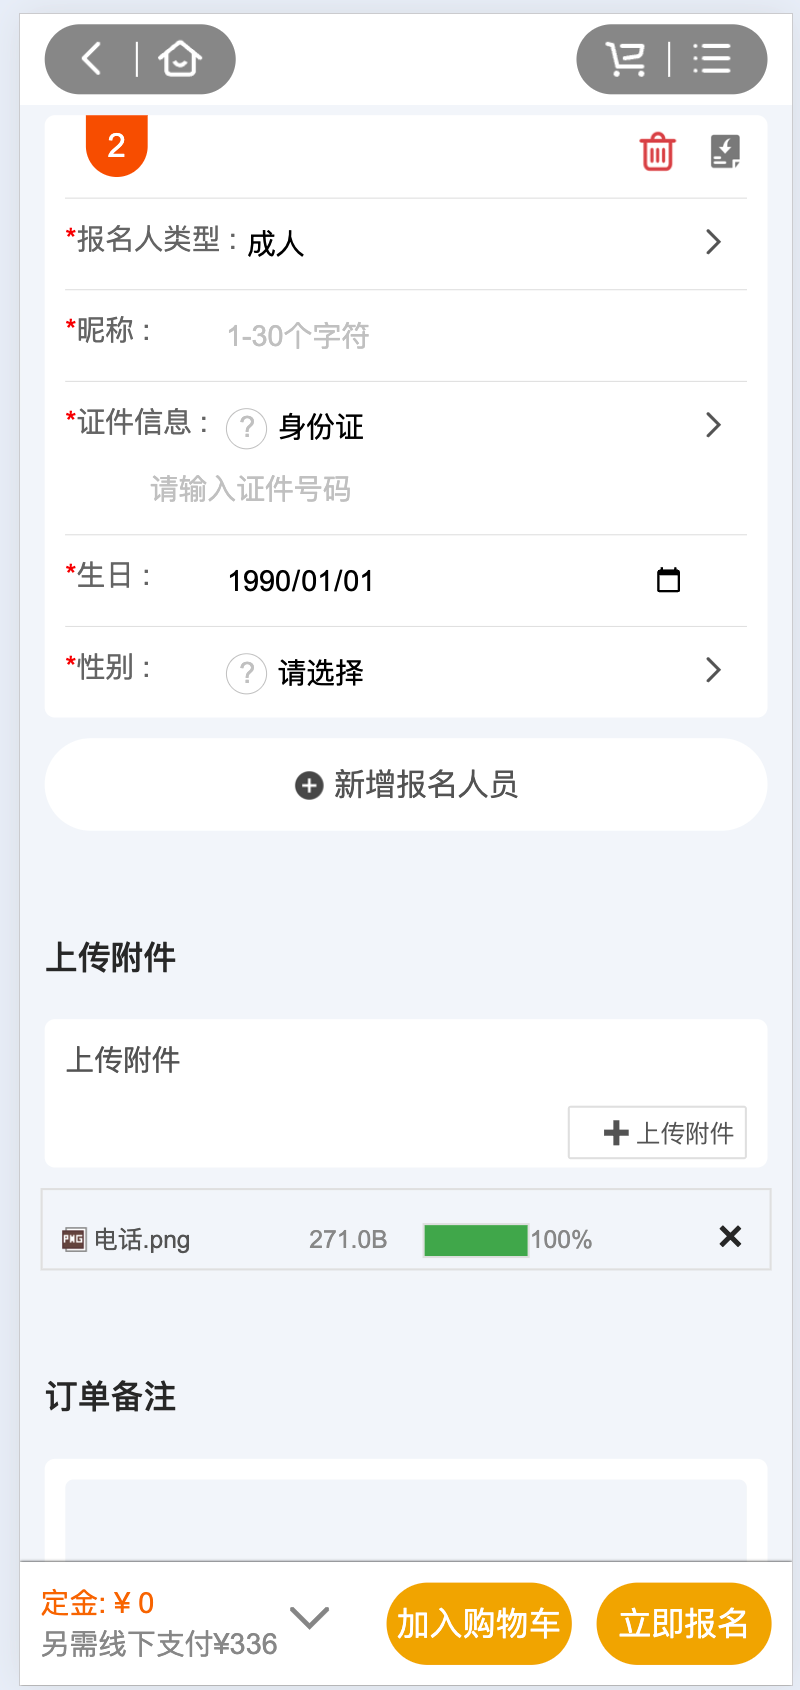 2
*报名人类型 : 成人
*昵称 : 1-30个字符
*证件信息 : ? 身份证
请输入证件号码
*生日 : 1990/01/01
*性别 : ? 请选择
新增报名人员
上传附件
上传附件
上传附件
PNG 电话.png 271.0B 100%
订单备注
定金: ¥ 0
另需线下支付¥336
加入购物车
立即报名